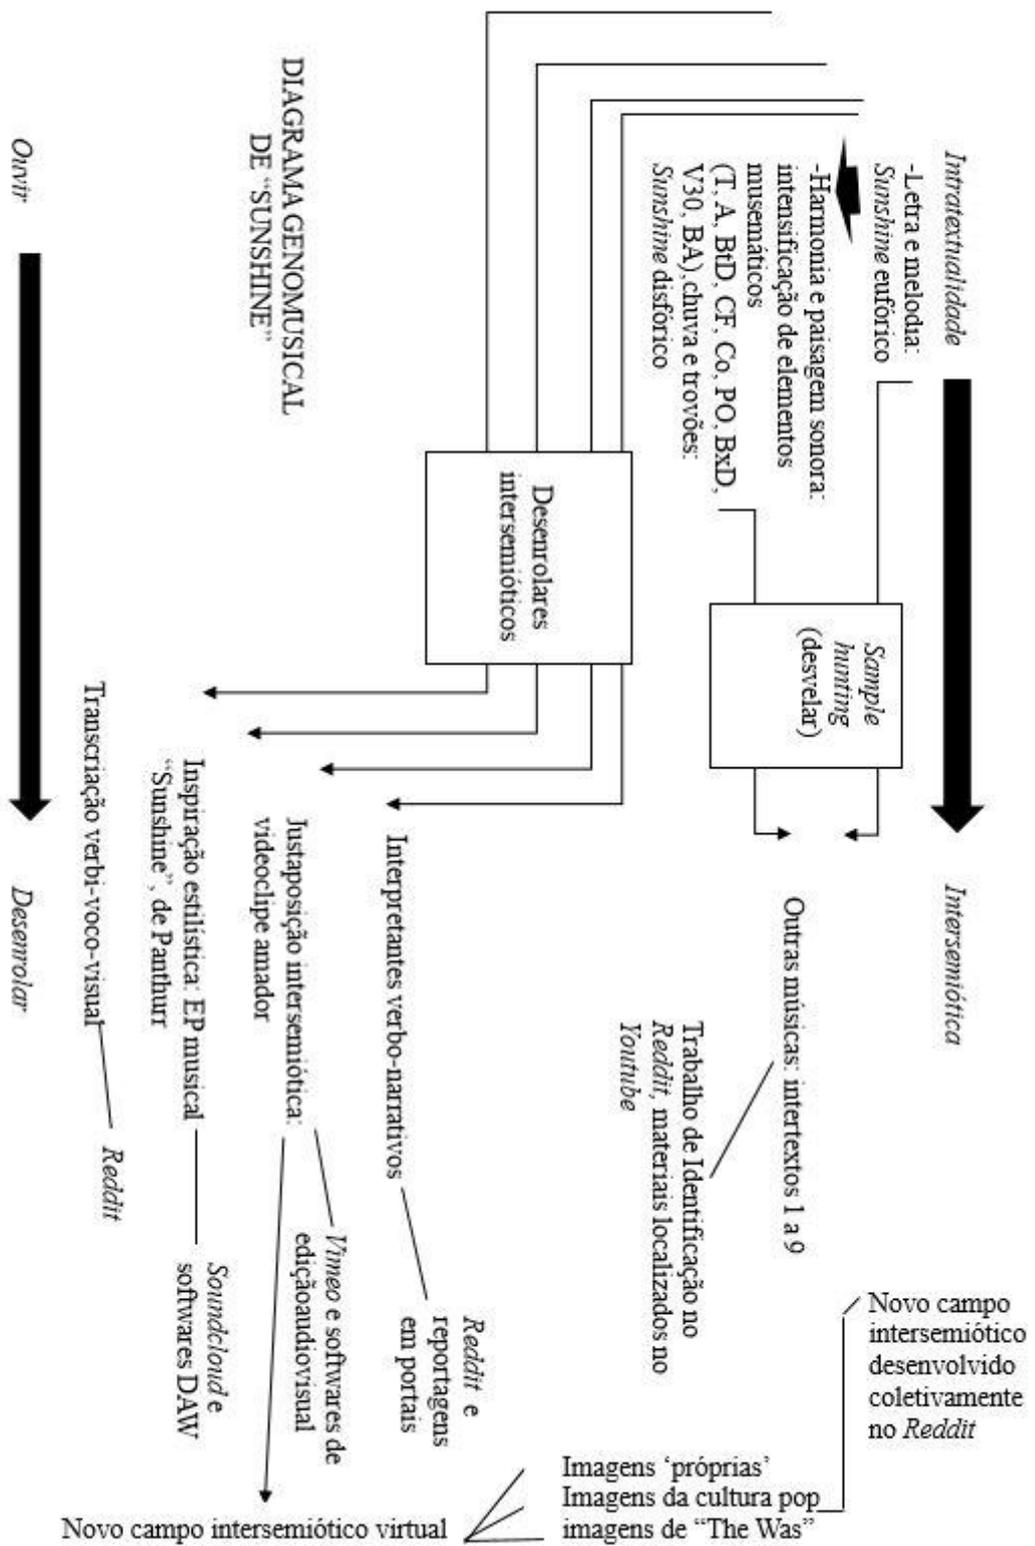 DIAGRAMA GENOMUSICAL
DE “SUNSHINE”
Intratextualidade
Intersemiótica
-Letra e melodia:
Sunshine eufórico
-Harmonia e paisagem sonora:
intensificação de elementos
musemáticos
(T, A, BtD, CF, Co, PO, BxD,
V30, BA), chuva e trovões:
Sunshine disfórico
Sample
hunting
(desvelar)
Outras músicas: intertextos 1 a 9
Trabalho de Identificação no
Reddit, materiais localizados no
Youtube
Desenrolares
intersemióticos
Interpretantes verbo-narrativos
Reddit e
reportagens
em portais
Justaposição intersemiótica:
videoclipe amador
Vimeo e softwares de
ediçãoaudiovisual
Inspiração estilística: EP musical
“Sunshine”, de Panthurr
Soundcloud e
softwares DAW
Transcriação verbi-voco-visual
Reddit
Ouvir
Desenrolar
Novo campo
intersemiótico
desenvolvido
coletivamente
no Reddit
Imagens ‘próprias’
Imagens da cultura pop
imagens de “The Was”
Novo campo intersemiótico virtual